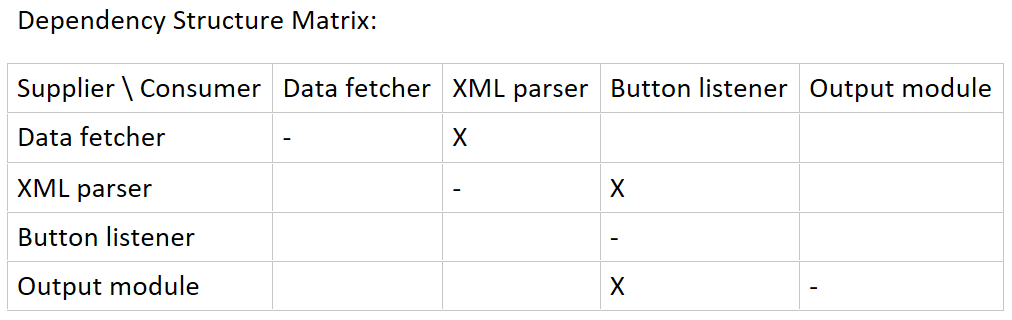 Dependency Structure Matrix:
Supplier \ Consumer Data fetcher XML parser Button listener Output module
Data fetcher - X
XML parser - X
Button listener -
Output module X -